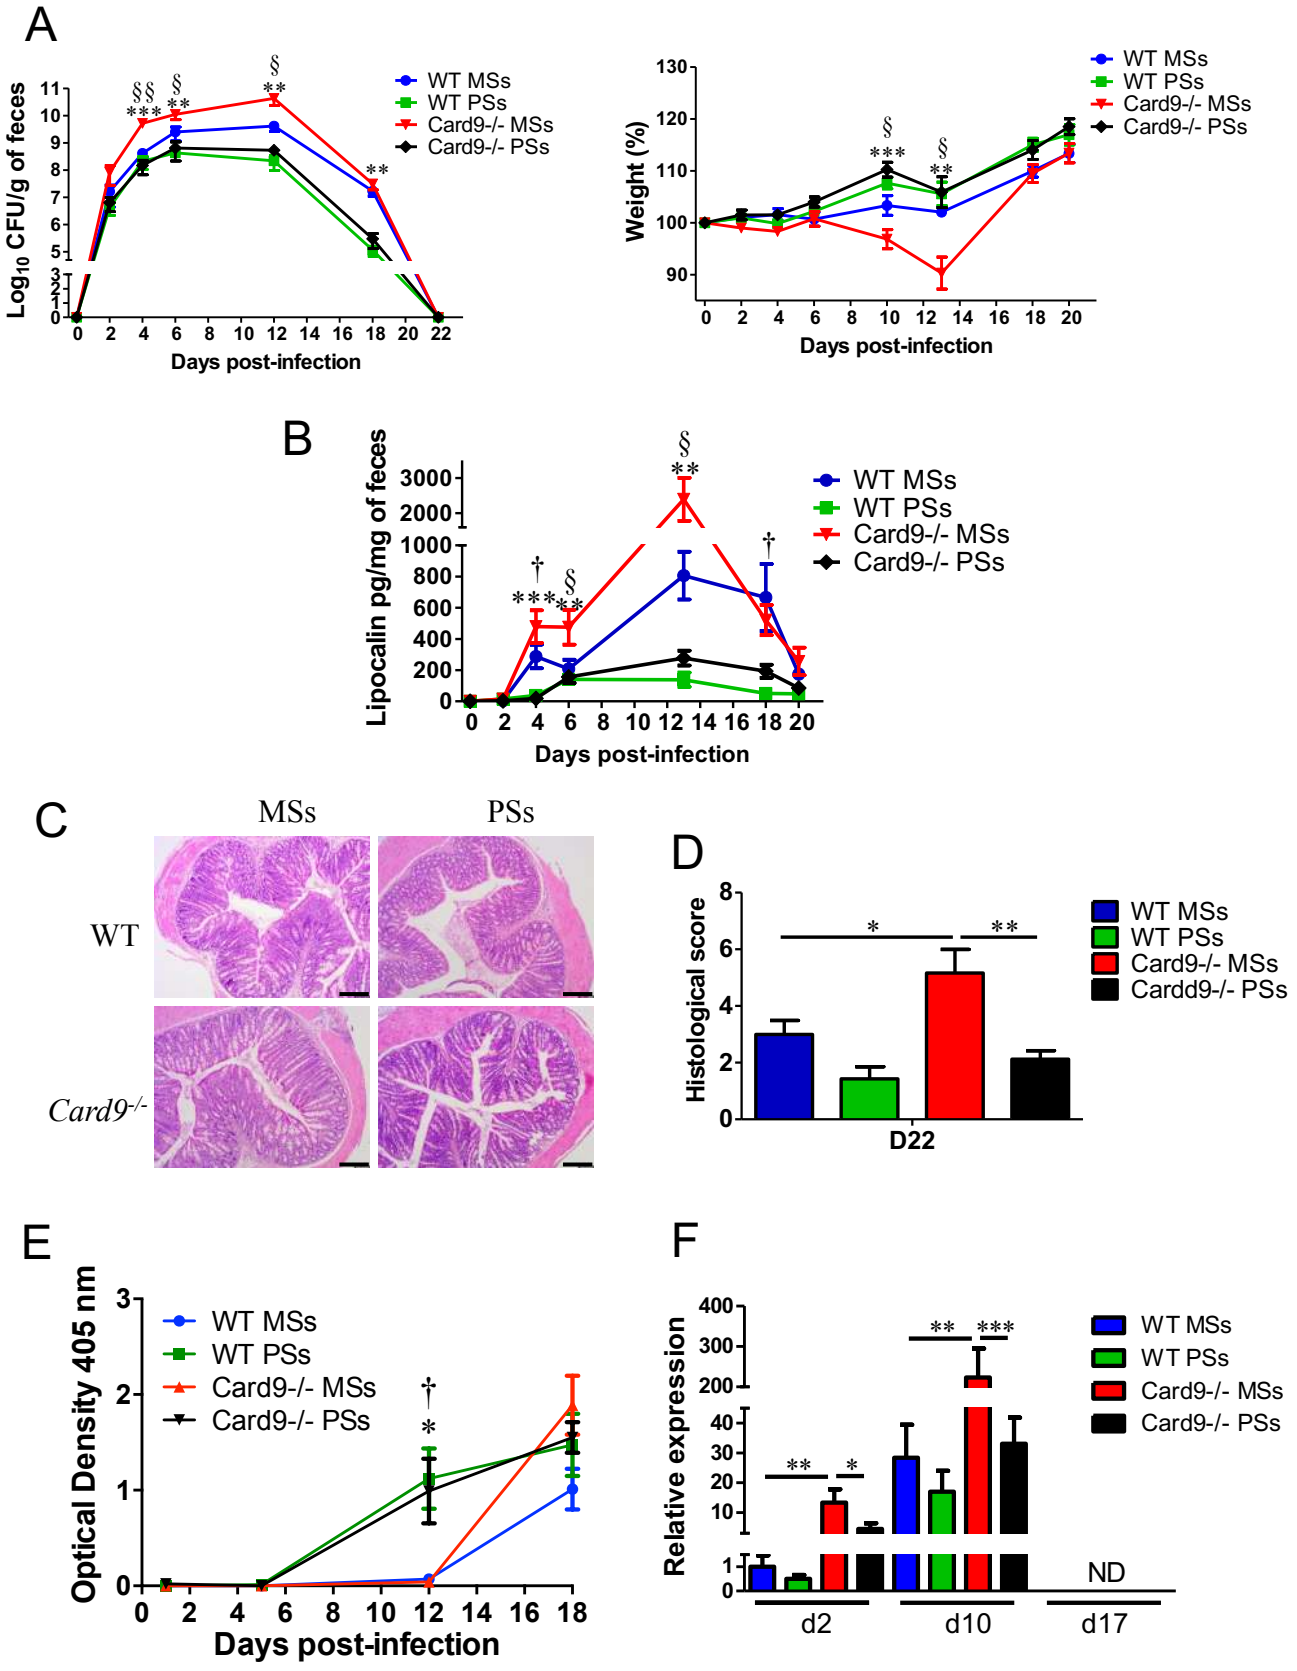 A
Log10 CFU/g of feces
11
10
9
8
7
6
5
3
2
1
0
0 2 4 6 8 10 12 14 16 18 20 22
Days post-infection
§§
***
§
**
§
**
**
WT MSs
WT PSs
Card9-/- MSs
Card9-/- PSs
Weight (%)
130
120
110
100
90
0 2 4 6 8 10 12 14 16 18 20
Days post-infection
§
***
§
**
WT MSs
WT PSs
Card9-/- MSs
Card9-/- PSs
B
Lipocalin pg/mg of feces
3000
2000
1000
800
600
400
200
0
0 2 4 6 8 10 12 14 16 18 20
Days post-infection
†
***
§
**
§
**
†
WT MSs
WT PSs
Card9-/- MSs
Card9-/- PSs
C
MSs PSs
WT
Card9-/-
D
Histological score
8
6
4
2
0
* **
D22
WT MSs
WT PSs
Card9-/- MSs
Cardd9-/- PSs
E
Optical Density 405 nm
3
2
1
0
0 2 4 6 8 10 12 14 16 18
Days post-infection
†
*
WT MSs
WT PSs
Card9-/- MSs
Card9-/- PSs
F
Relative expression
400
300
200
40
30
20
10
1
0
** *
** ***
ND
d2 d10 d17
WT MSs
WT PSs
Card9-/- MSs
Card9-/- PSs